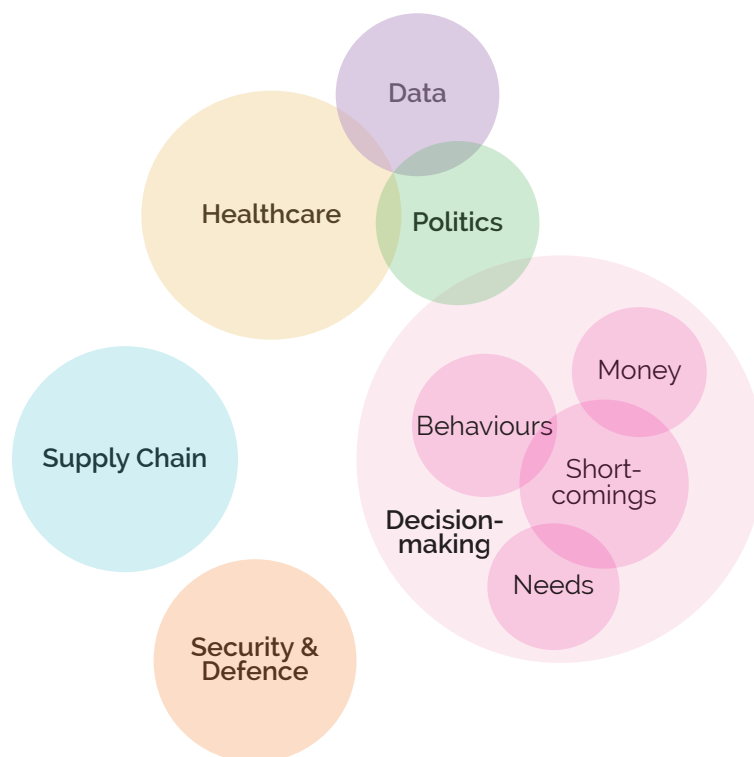 Data
Healthcare
Politics
Money
Behaviours
Short-
comings
Supply Chain
Decision-
making
Needs
Security &
Defence